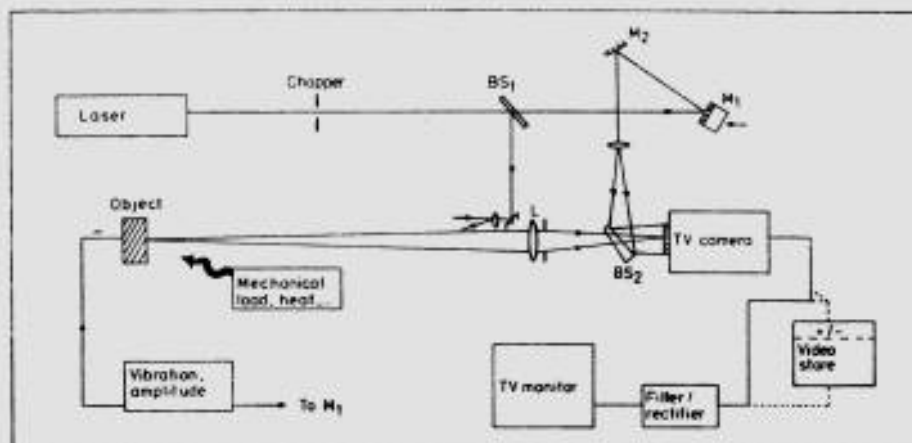 M2
Chopper
BS1
M1
Laser
Object
L
TV camera
BS2
Mechanical
load, heat,..
+/-
Video
store
Vibration,
amplitude
To M1
TV monitor
Filler/
rectifier